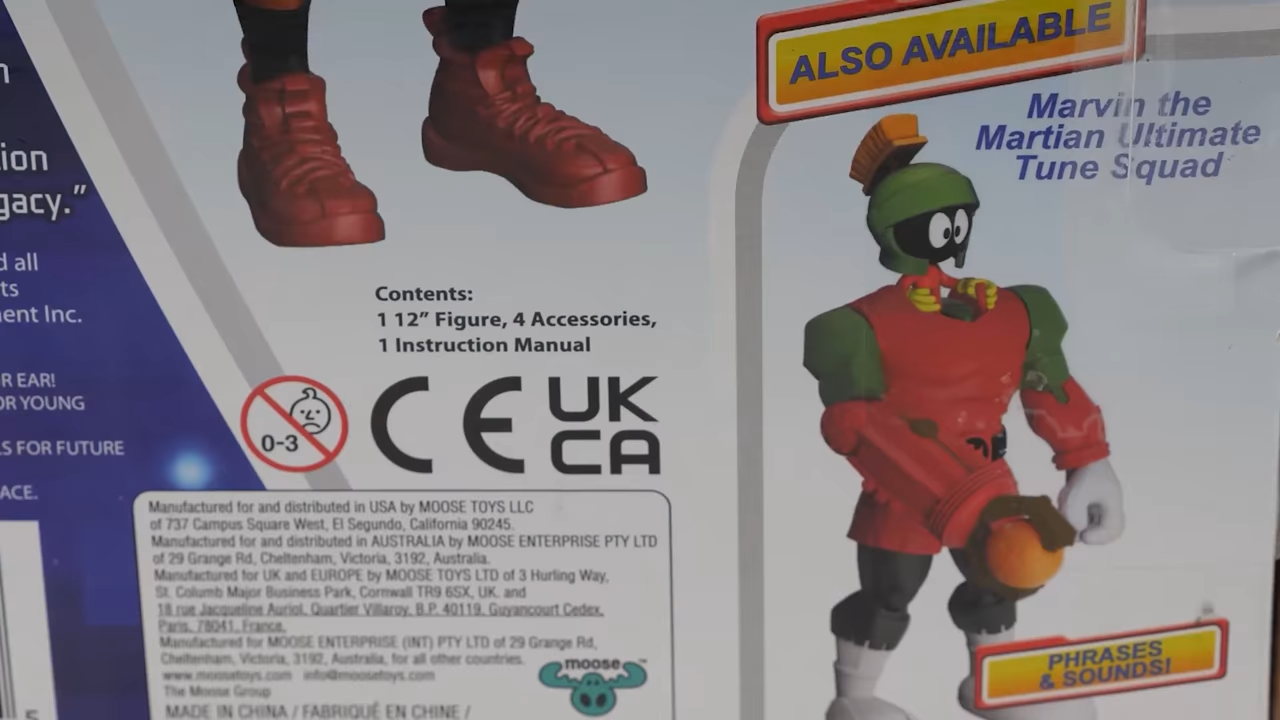 ion
gacy.”
d all
ts
ent Inc.
R EAR!
OR YOUNG
S FOR FUTURE
ACE.
Contents:
1 12” Figure, 4 Accessories,
1 Instruction Manual
0-3
CE
UK
CA
Manufactured for and distributed in USA by MOOSE TOYS LLC
of 737 Campus Square West, El Segundo, California 90245.
Manufactured for and distributed in AUSTRALIA by MOOSE ENTERPRISE PTY LTD
of 29 Grange Rd, Cheltenham, Victoria, 3192, Australia.
Manufactured for UK and EUROPE by MOOSE TOYS LTD of 3 Hurling Way,
St. Columb Major Business Park, Cornwall TR9 6SX, UK. and
18 rue Jacqueline Auriol, Quartier Villaroy, B.P. 40119, Guyancourt Cedex,
Paris, 78041, France.
Manufactured for MOOSE ENTERPRISE (INT) PTY LTD of 29 Grange Rd,
Cheltenham, Victoria, 3192, Australia, for all other countries.
www.moosetoys.com info@moosetoys.com
The Moose Group
MADE IN CHINA / FABRIQUÉ EN CHINE /
moose™
ALSO AVAILABLE
Marvin the
Martian Ultimate
Tune Squad
PHRASES
& SOUNDS!